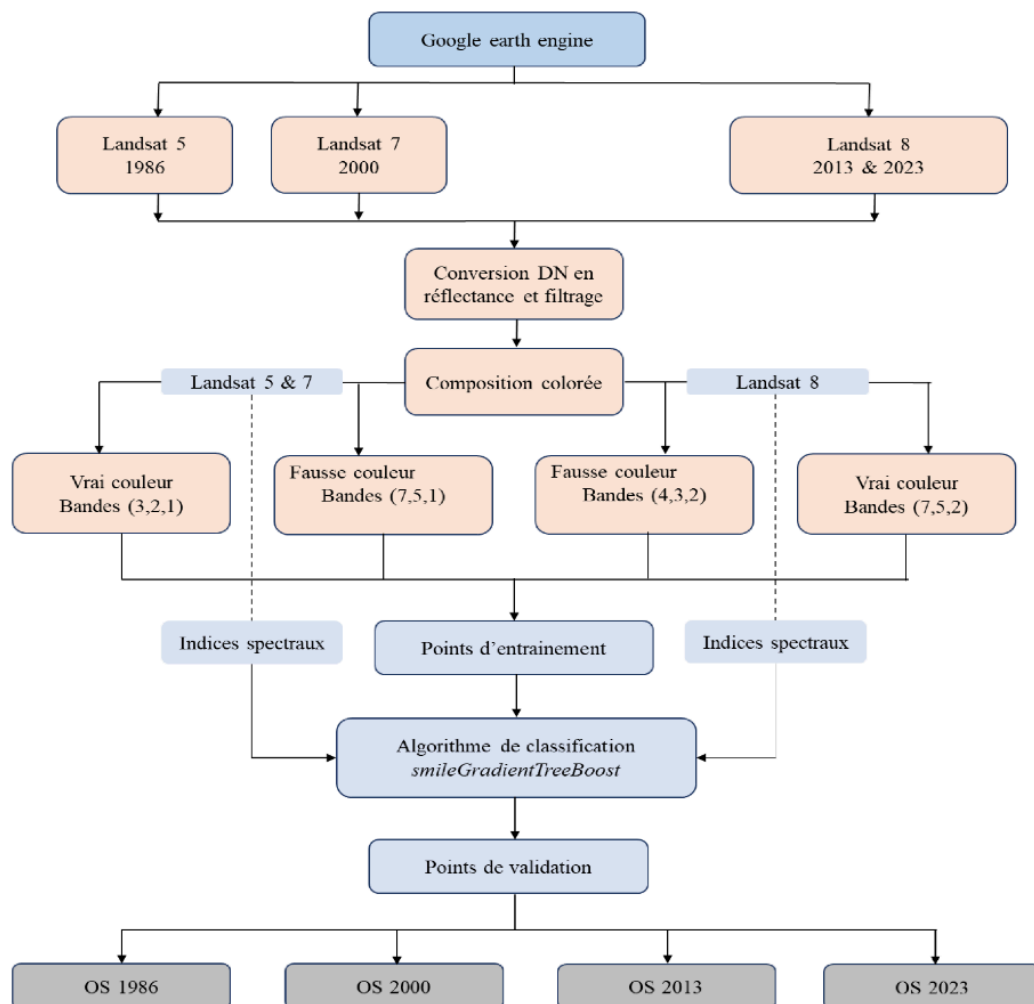 Google earth engine
Landsat 5
1986
Landsat 7
2000
Landsat 8
2013 & 2023
Conversion DN en
réflectance et filtrage
Landsat 5 & 7
Composition colorée
Landsat 8
Vrai couleur
Bandes (3,2,1)
Fausse couleur
Bandes (7,5,1)
Fausse couleur
Bandes (4,3,2)
Vrai couleur
Bandes (7,5,2)
Indices spectraux
Points d’entrainement
Indices spectraux
Algorithme de classification
smileGradientTreeBoost
Points de validation
OS 1986
OS 2000
OS 2013
OS 2023